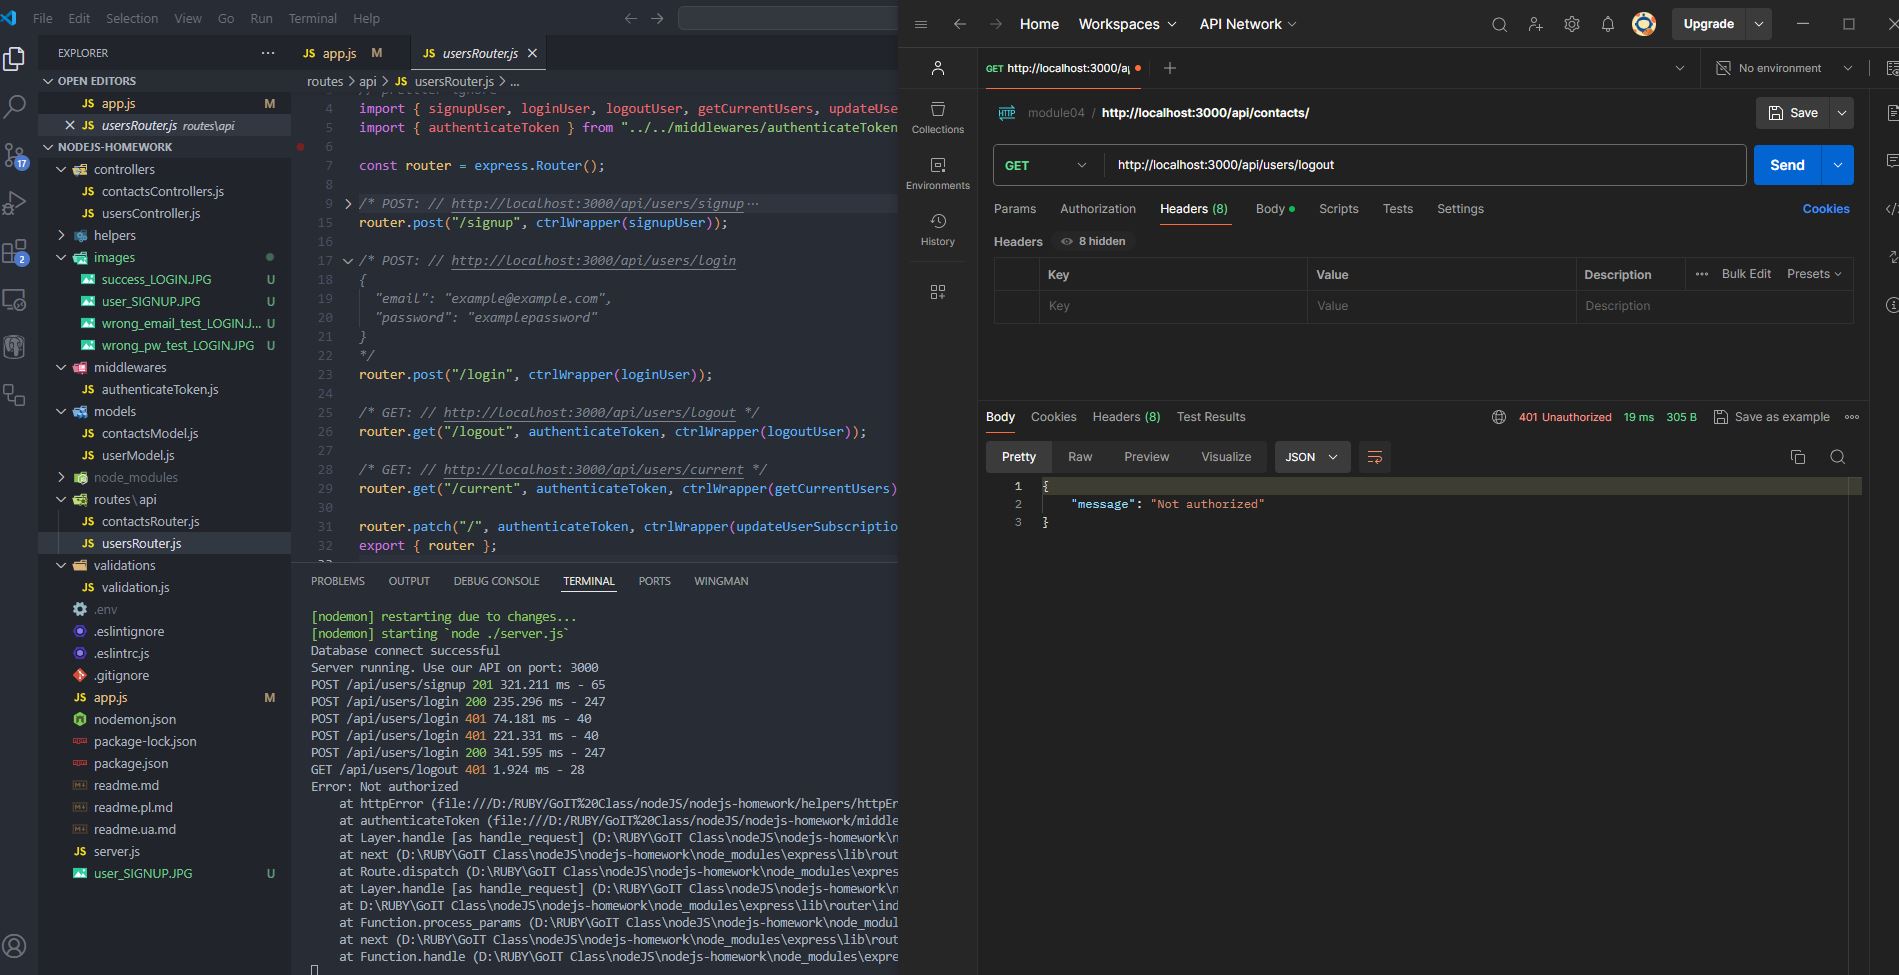 File Edit Selection View Go Run Terminal Help
EXPLORER
OPEN EDITORS
JS app.js M
JS usersRouter.js routes\api
NODEJS-HOMEWORK
controllers
JS contactsControllers.js
JS usersController.js
helpers
images
success_LOGIN.JPG U
user_SIGNUP.JPG U
wrong_email_test_LOGIN.J... U
wrong_pw_test_LOGIN.JPG U
middlewares
JS authenticateToken.js
models
JS contactsModel.js
JS userModel.js
node_modules
routes\api
JS contactsRouter.js
JS usersRouter.js
validations
JS validation.js
.env
.eslintignore
.eslintrc.js
.gitignore
JS app.js M
nodemon.json
package-lock.json
package.json
readme.md
readme.pl.md
readme.ua.md
JS server.js
user_SIGNUP.JPG U
17
2
JS app.js M
JS usersRouter.js
routes > api > JS usersRouter.js > ...
// prettier-ignore
4 import { signupUser, loginUser, logoutUser, getCurrentUsers, updateUse
5 import { authenticateToken } from "../../middlewares/authenticateToken
6
7 const router = express.Router();
8
9 /* POST: // http://localhost:3000/api/users/signup ...
15 router.post("/signup", ctrlWrapper(signupUser));
16
17 /* POST: // http://localhost:3000/api/users/login
18 {
19 "email": "example@example.com",
20 "password": "examplepassword"
21 }
22 */
23 router.post("/login", ctrlWrapper(loginUser));
24
25 /* GET: // http://localhost:3000/api/users/logout */
26 router.get("/logout", authenticateToken, ctrlWrapper(logoutUser));
27
28 /* GET: // http://localhost:3000/api/users/current */
29 router.get("/current", authenticateToken, ctrlWrapper(getCurrentUsers)
30
31 router.patch("/", authenticateToken, ctrlWrapper(updateUserSubscriptio
32 export { router };
33
PROBLEMS OUTPUT DEBUG CONSOLE TERMINAL PORTS WINGMAN
[nodemon] restarting due to changes...
[nodemon] starting `node ./server.js`
Database connect successful
Server running. Use our API on port: 3000
POST /api/users/signup 201 321.211 ms - 65
POST /api/users/login 200 235.296 ms - 247
POST /api/users/login 401 74.181 ms - 40
POST /api/users/login 401 221.331 ms - 40
POST /api/users/login 200 341.595 ms - 247
GET /api/users/logout 401 1.924 ms - 28
Error: Not authorized
at httpError (file:///D:/RUBY/GoIT%20Class/nodeJS/nodejs-homework/helpers/httpEr
at authenticateToken (file:///D:/RUBY/GoIT%20Class/nodeJS/nodejs-homework/middle
at Layer.handle [as handle_request] (D:\RUBY\GoIT Class\nodeJS\nodejs-homework\n
at next (D:\RUBY\GoIT Class\nodeJS\nodejs-homework\node_modules\express\lib\rout
at Route.dispatch (D:\RUBY\GoIT Class\nodeJS\nodejs-homework\node_modules\expres
at Layer.handle [as handle_request] (D:\RUBY\GoIT Class\nodeJS\nodejs-homework\n
at D:\RUBY\GoIT Class\nodeJS\nodejs-homework\node_modules\express\lib\router\ind
at Function.process_params (D:\RUBY\GoIT Class\nodeJS\nodejs-homework\node_modul
at next (D:\RUBY\GoIT Class\nodeJS\nodejs-homework\node_modules\express\lib\rout
at Function.handle (D:\RUBY\GoIT Class\nodeJS\nodejs-homework\node_modules\expre
Home Workspaces API Network Upgrade
GET http://localhost:3000/a
No environment
Collections
Environments
History
HTTP module04 / http://localhost:3000/api/contacts/
Save
GET http://localhost:3000/api/users/logout Send
Params Authorization Headers (8) Body Scripts Tests Settings Cookies
Headers 8 hidden
Key Value Description ... Bulk Edit Presets
Key Value Description
Body Cookies Headers (8) Test Results 401 Unauthorized 19 ms 305 B Save as example
Pretty Raw Preview Visualize JSON
1 {
2 "message": "Not authorized"
3 }